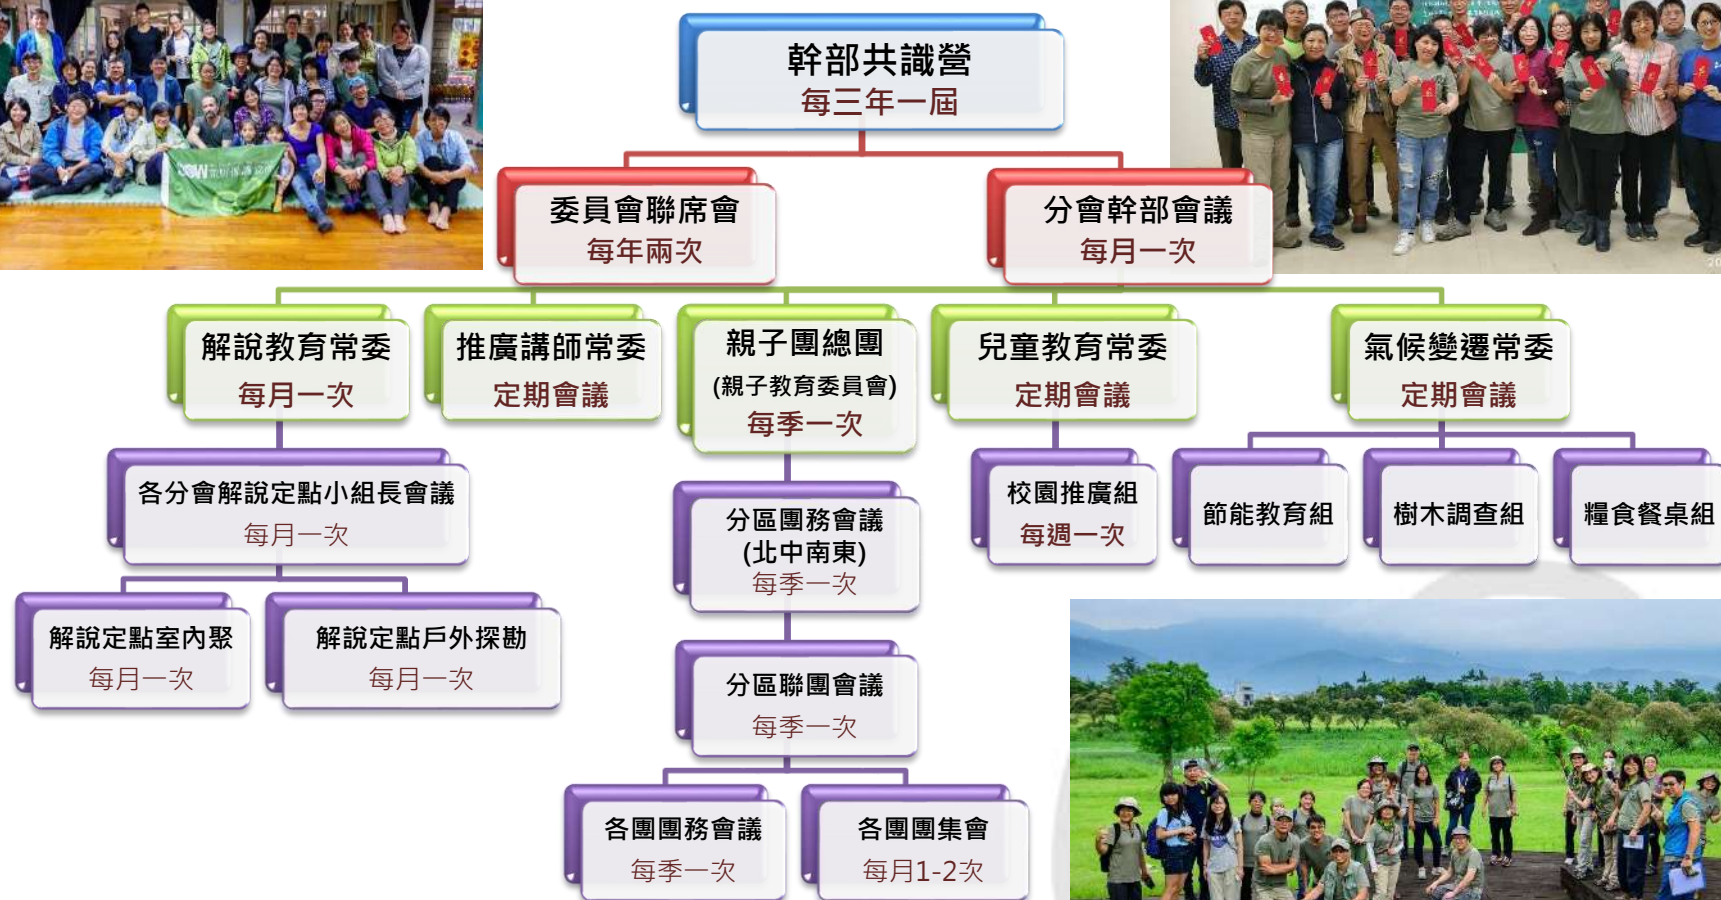 幹部共識營
每三年一屆
委員會聯席會
每年兩次
分會幹部會議
每月一次
解說教育常委
每月一次
推廣講師常委
定期會議
親子團總團
(親子教育委員會)
每季一次
兒童教育常委
定期會議
氣候變遷常委
定期會議
各分會解說定點小組長會議
每月一次
分區團務會議
(北中南東)
每季一次
校園推廣組
每週一次
節能教育組
樹木調查組
糧食餐桌組
解說定點室內聚
每月一次
解說定點戶外探勘
每月一次
分區聯團會議
每季一次
各團團務會議
每季一次
各團團集會
每月1-2次